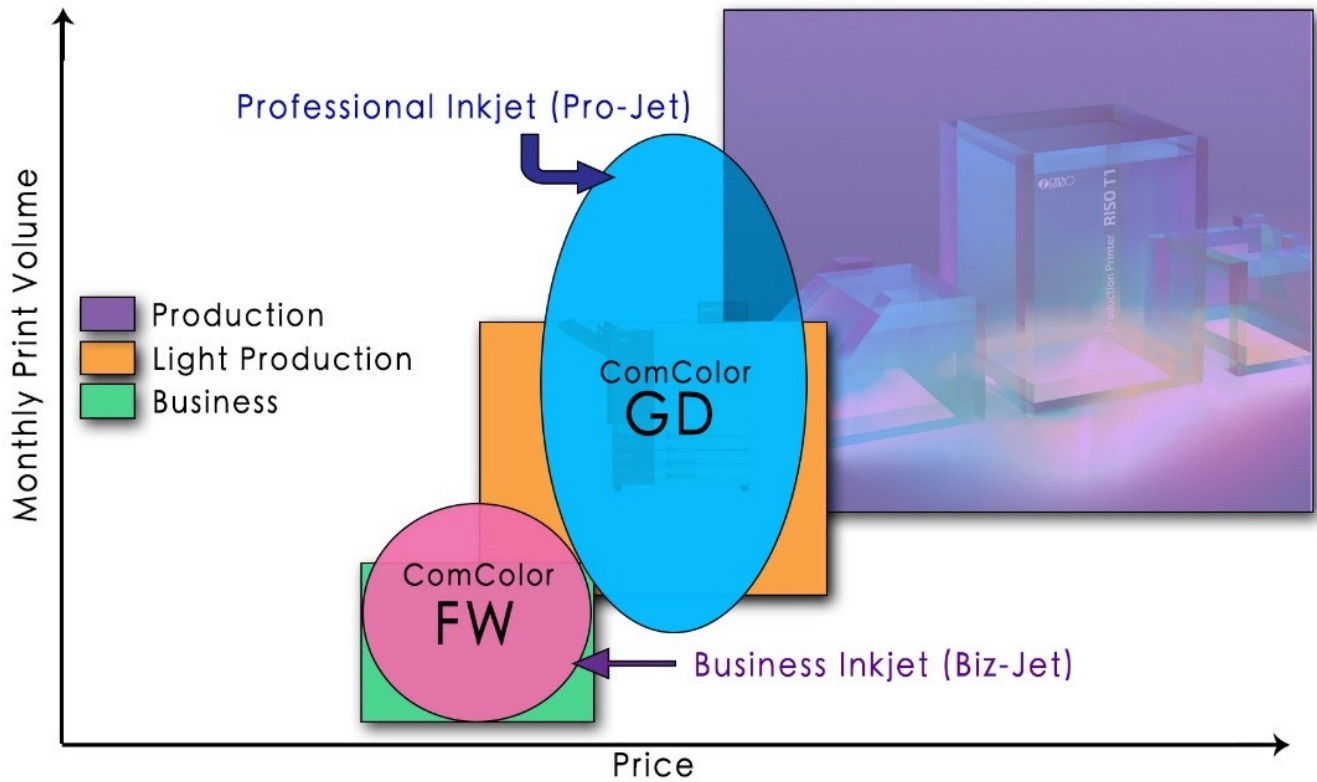 Professional Inkjet (Pro-Jet)
Monthly Print Volume
Production
Light Production
Business
RISO
Production Printer RISO T1
ComColor
GD
ComColor
FW
Business Inkjet (Biz-Jet)
Price